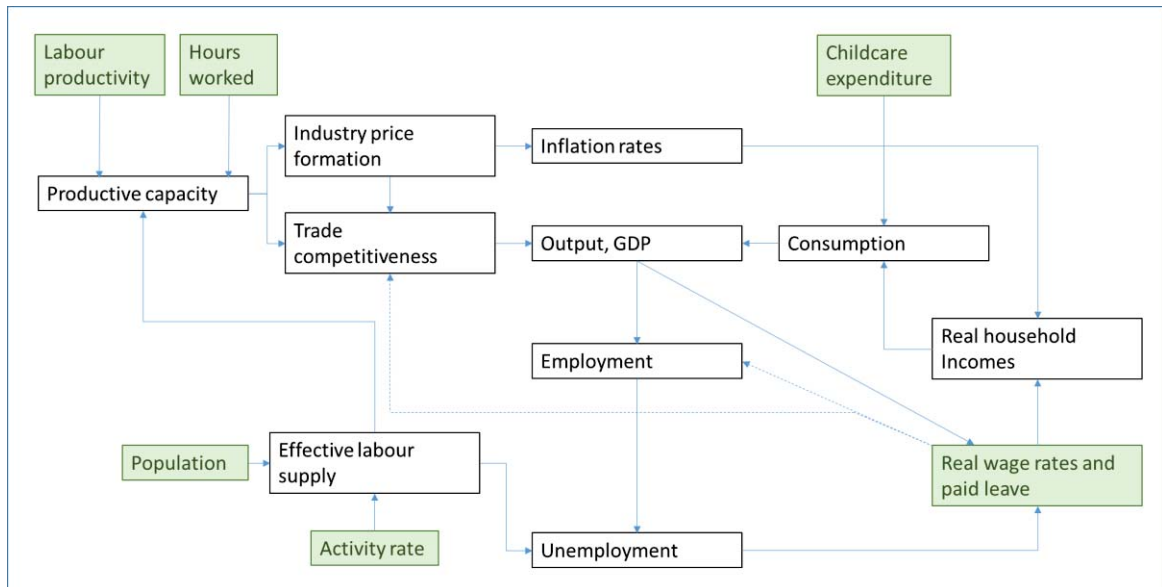 Labour
productivity
Hours
worked
Childcare
expenditure
Industry price
formation
Inflation rates
Productive capacity
Trade
competitiveness
Output, GDP
Consumption
Employment
Real household
Incomes
Population
Effective labour
supply
Real wage rates and
paid leave
Activity rate
Unemployment